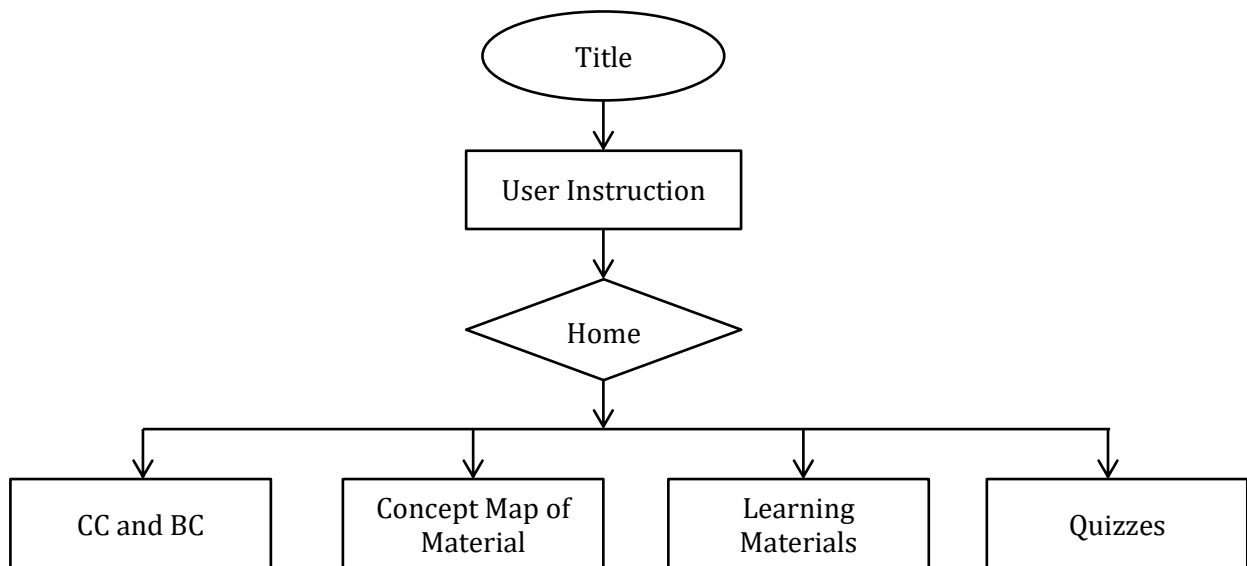 Title
User Instruction
Home
CC and BC
Concept Map of
Material
Learning
Materials
Quizzes